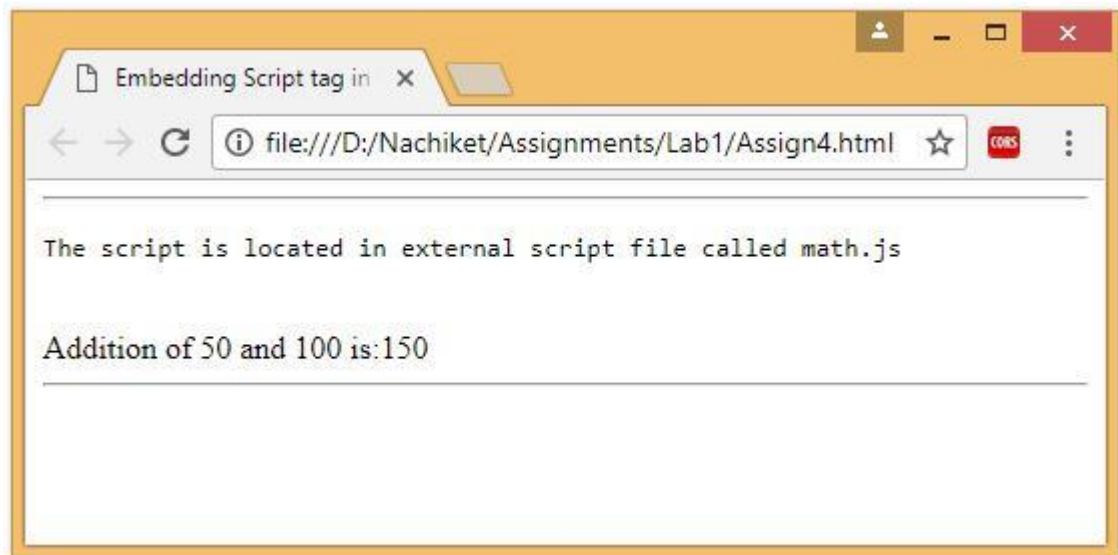 Embedding Script tag in
file:///D:/Nachiket/Assignments/Lab1/Assign4.html
CORS
The script is located in external script file called math.js
Addition of 50 and 100 is:150